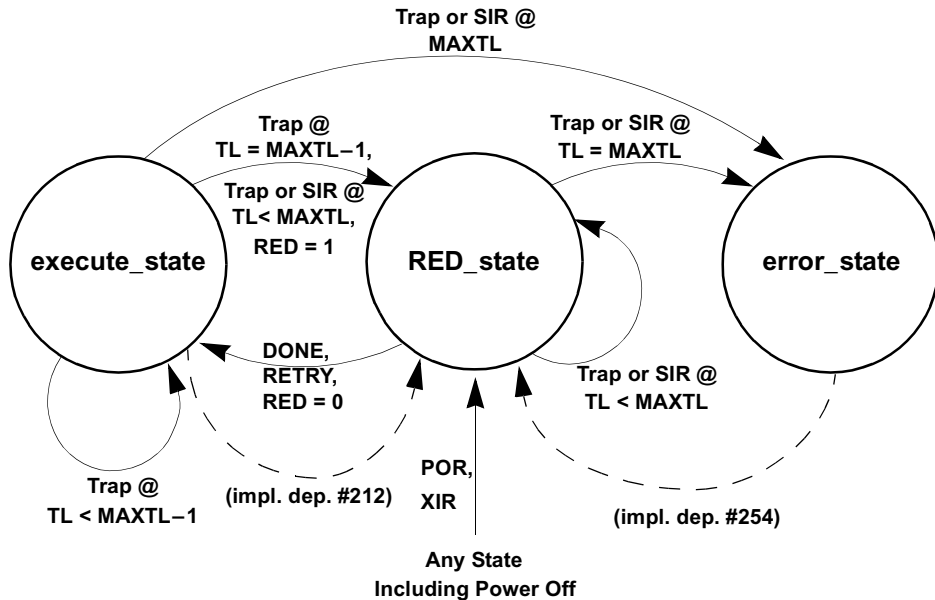 Trap or SIR @
MAXTL
Trap @
TL = MAXTL−1,
Trap or SIR @
TL< MAXTL,
RED = 1
Trap or SIR @
TL = MAXTL
execute_state
RED_state
error_state
DONE,
RETRY,
RED = 0
Trap or SIR @
TL < MAXTL
Trap @
TL < MAXTL−1
(impl. dep. #212)
POR,
XIR
(impl. dep. #254)
Any State
Including Power Off